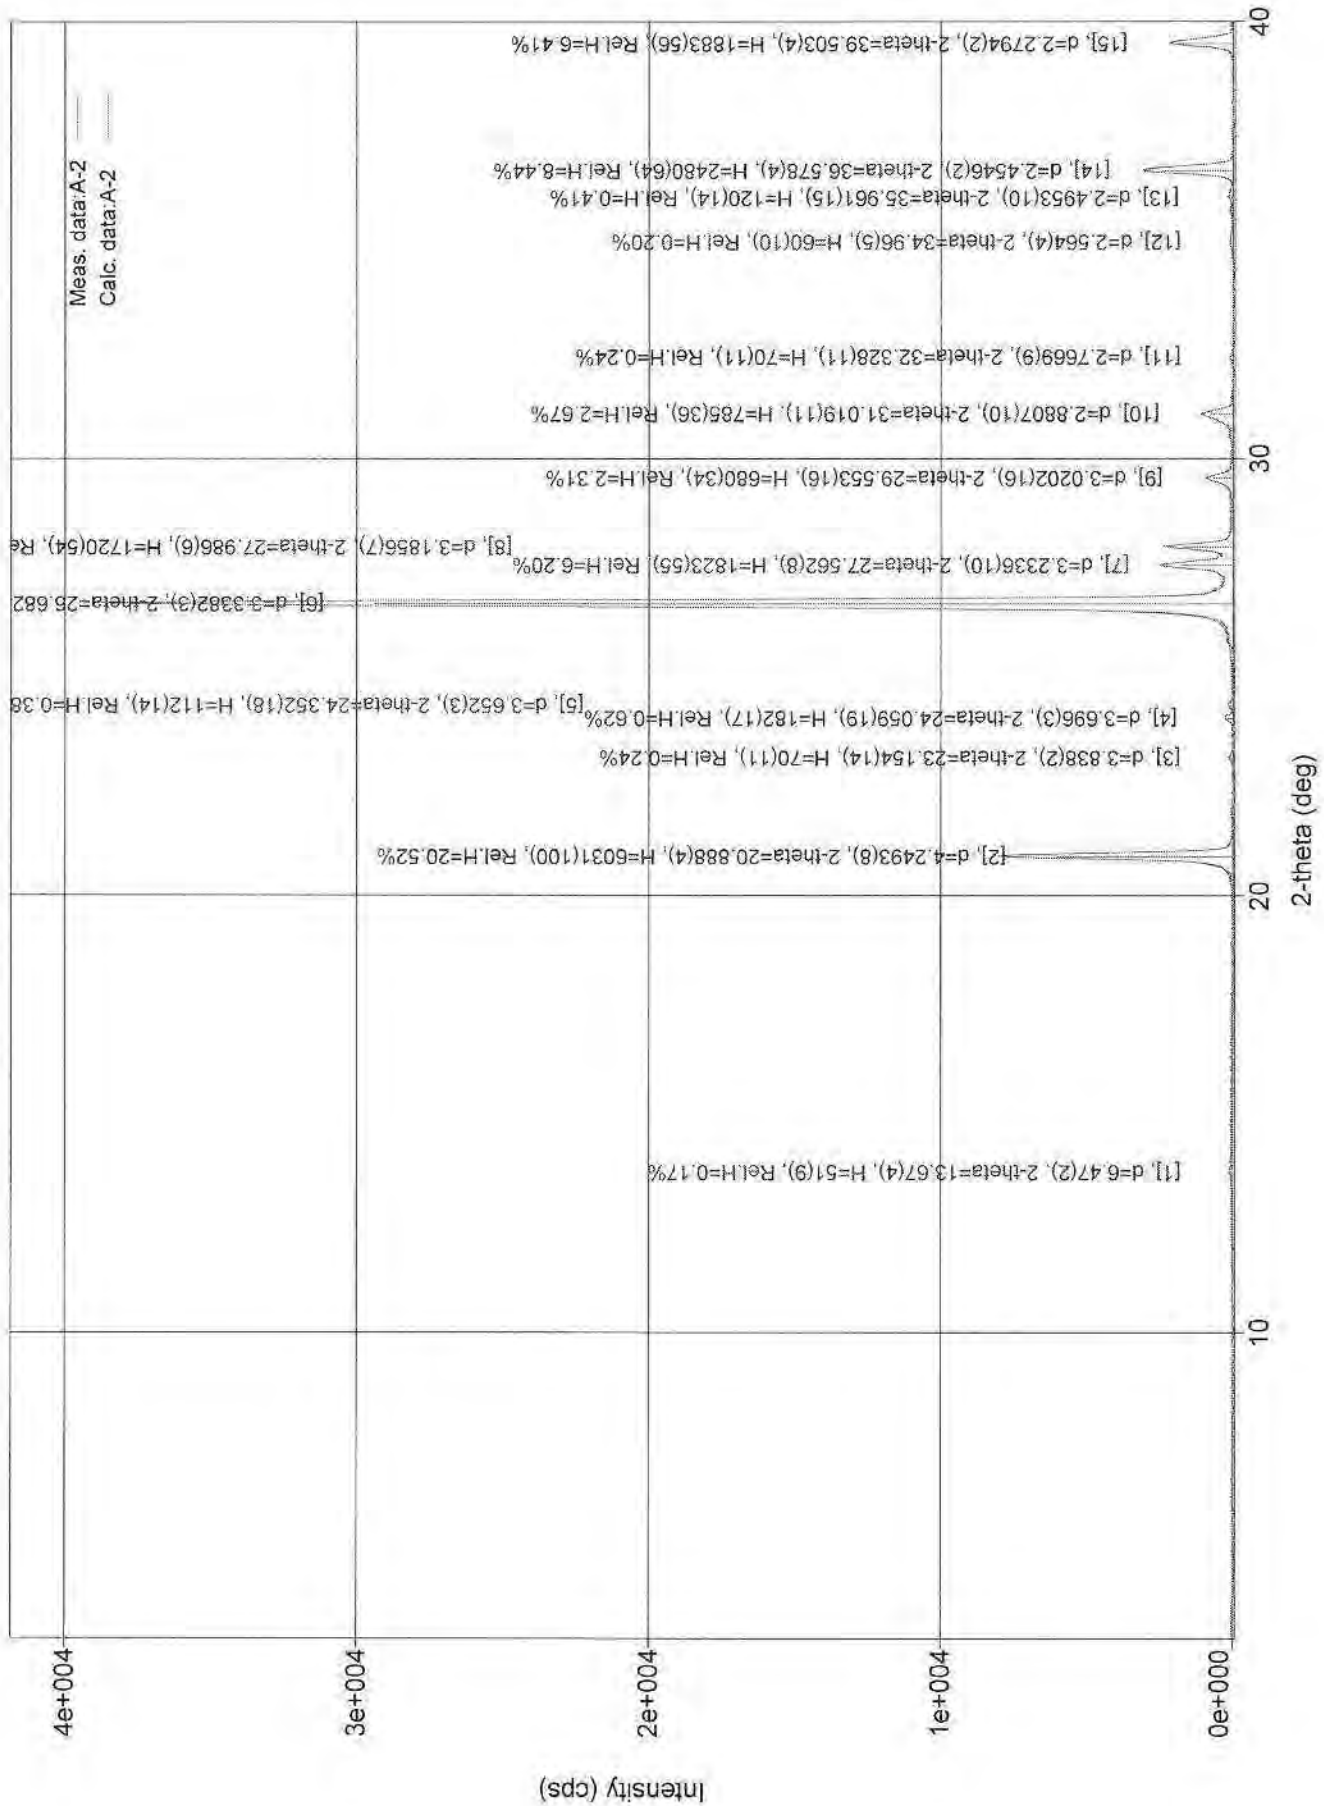 Meas. data:A-2
Calc. data:A-2
[1], d=6.47(2), 2-theta=13.67(4), H=51(9), Rel.H=0.17%
[2], d=4.2493(8), 2-theta=20.888(4), H=6031(100), Rel.H=20.52%
[3], d=3.838(2), 2-theta=23.154(14), H=70(11), Rel.H=0.24%
[4], d=3.696(3), 2-theta=24.059(19), H=182(17), Rel.H=0.62%
[5], d=3.652(3), 2-theta=24.352(18), H=112(14), Rel.H=0.38
[6], d=3.3382(3), 2-theta=26.682
[7], d=3.2336(10), 2-theta=27.562(8), H=1823(55), Rel.H=6.20%
[8], d=3.1856(7), 2-theta=27.986(6), H=1720(54), Re
[9], d=3.0202(16), 2-theta=29.553(16), H=680(34), Rel.H=2.31%
[10], d=2.8807(10), 2-theta=31.019(11), H=785(36), Rel.H=2.67%
[11], d=2.7669(9), 2-theta=32.328(11), H=70(11), Rel.H=0.24%
[12], d=2.564(4), 2-theta=34.96(5), H=60(10), Rel.H=0.20%
[13], d=2.4953(10), 2-theta=35.961(15), H=120(14), Rel.H=0.41%
[14], d=2.4546(2), 2-theta=36.578(4), H=2480(64), Rel.H=8.44%
[15], d=2.2794(2), 2-theta=39.503(4), H=1883(56), Rel.H=6.41%
4e+004
3e+004
2e+004
1e+004
0e+000
Intensity (cps)
10
20
30
40
2-theta (deg)